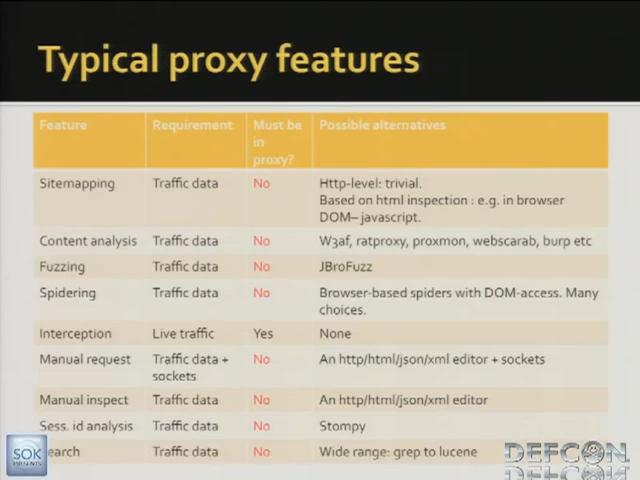 Typical proxy features
Feature Requirement Must be in proxy? Possible alternatives
Sitemapping Traffic data No Http-level: trivial.
Based on html inspection : e.g. in browser
DOM– javascript.
Content analysis Traffic data No W3af, ratproxy, proxmon, webscarab, burp etc
Fuzzing Traffic data No JBroFuzz
Spidering Traffic data No Browser-based spiders with DOM-access. Many
choices.
Interception Live traffic Yes None
Manual request Traffic data + No An http/html/json/xml editor + sockets
sockets
Manual inspect Traffic data No An http/html/json/xml editor
Sess. id analysis Traffic data No Stompy
earch Traffic data No Wide range: grep to lucene
SOK
PRESENTS
DEFCON